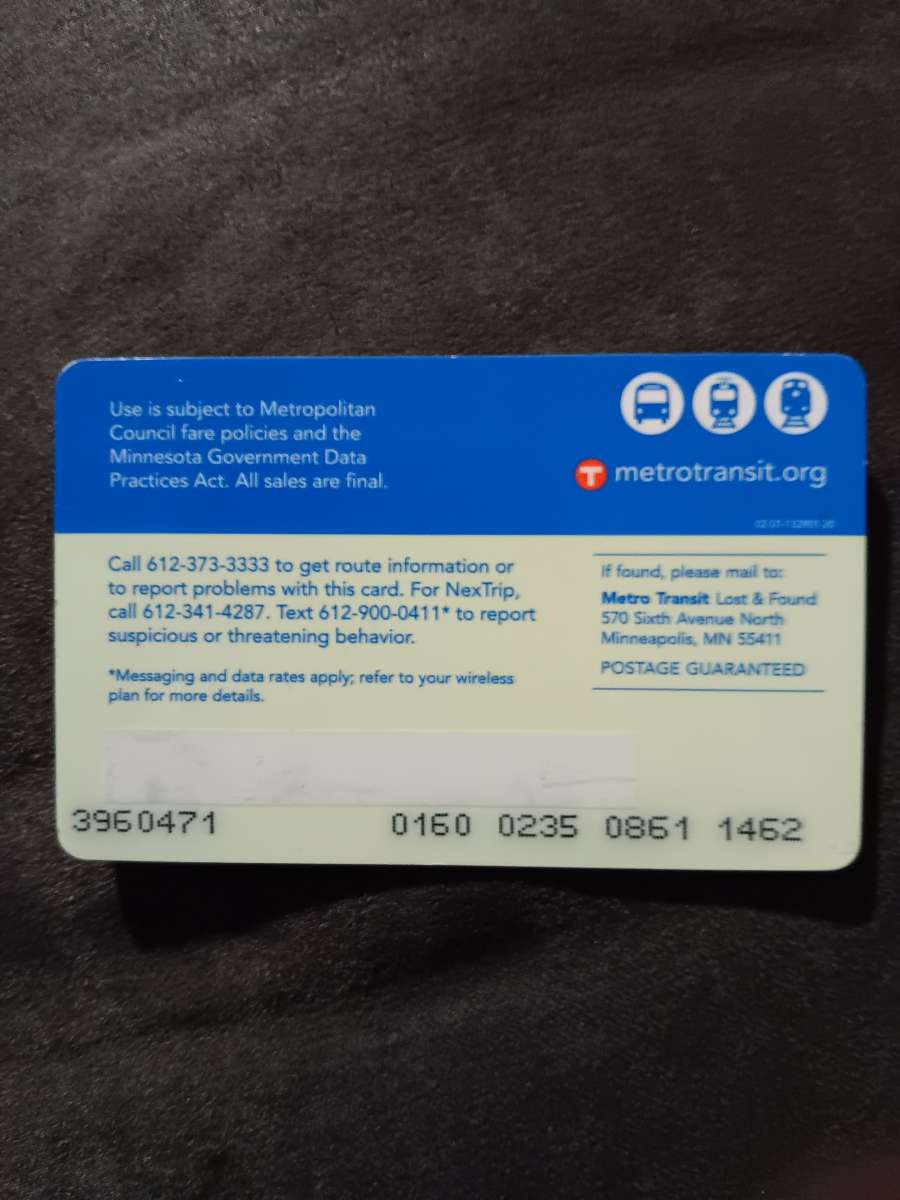 Use is subject to Metropolitan
Council fare policies and the
Minnesota Government Data
Practices Act. All sales are final.
T metrotransit.org
Call 612-373-3333 to get route information or
to report problems with this card. For NexTrip,
call 612-341-4287. Text 612-900-0411* to report
suspicious or threatening behavior.
*Messaging and data rates apply; refer to your wireless
plan for more details.
If found, please mail to:
Metro Transit Lost & Found
570 Sixth Avenue North
Minneapolis, MN 55411
POSTAGE GUARANTEED
3960471 0160 0235 0861 1462